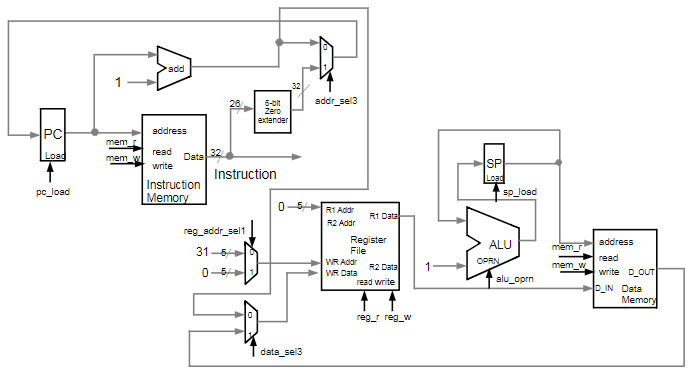 add
0
1
1
addr_sel3
32
26
6-bit
Zero
extender
PC
Load
pc_load
mem_r
mem_w
address
read
write
Data
32
Instruction
Memory
Instruction
0
5
R1 Addr
R2 Addr
R1 Data
Register
File
WR Addr
WR Data
R2 Data
read write
reg_r
reg_w
reg_addr_sel1
31
5
0
0
5
1
0
1
data_sel3
SP
Load
sp_load
ALU
OPRN
1
alu_oprn
mem_r
mem_w
address
read
write
D_OUT
D_IN
Data
Memory